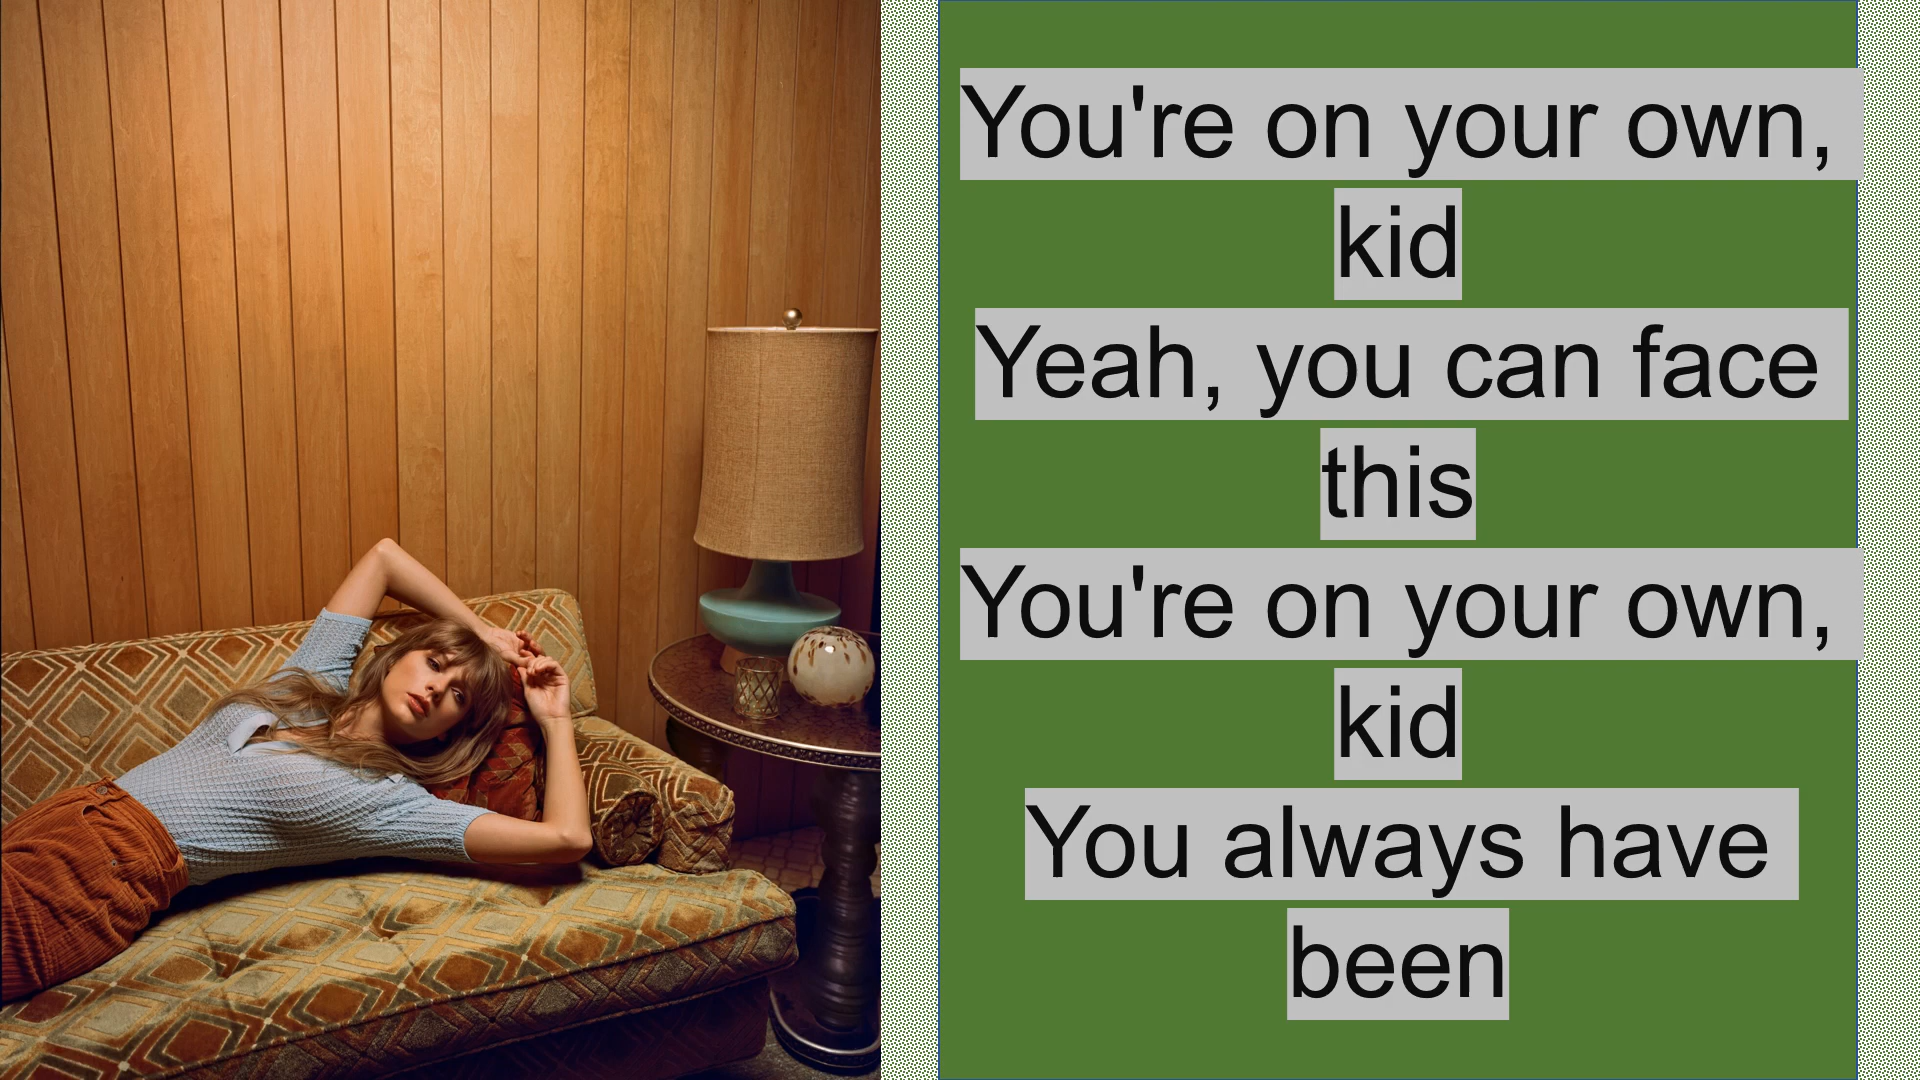 You're on your own,
kid
Yeah, you can face
this
You're on your own,
kid
You always have
been